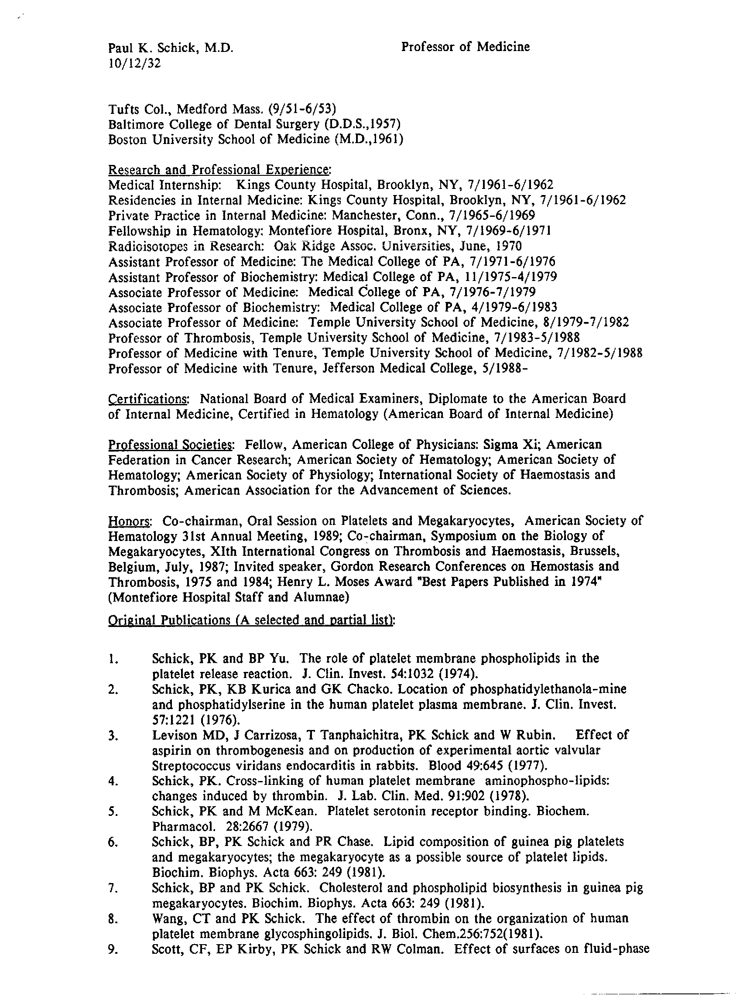 Paul K. Schick, M.D. Professor of Medicine
10/12/32
Tufts Col., Medford Mass. (9/51-6/53)
Baltimore College of Dental Surgery (D.D.S.,1957)
Boston University School of Medicine (M.D.,1961)
Research and Professional Experience:
Medical Internship: Kings County Hospital, Brooklyn, NY, 7/1961-6/1962
Residencies in Internal Medicine: Kings County Hospital, Brooklyn, NY, 7/1961-6/1962
Private Practice in Internal Medicine: Manchester, Conn., 7/1965-6/1969
Fellowship in Hematology: Montefiore Hospital, Bronx, NY, 7/1969-6/1971
Radioisotopes in Research: Oak Ridge Assoc. Universities, June, 1970
Assistant Professor of Medicine: The Medical College of PA, 7/1971-6/1976
Assistant Professor of Biochemistry: Medical College of PA, 11/1975-4/1979
Associate Professor of Medicine: Medical College of PA, 7/1976-7/1979
Associate Professor of Biochemistry: Medical College of PA, 4/1979-6/1983
Associate Professor of Medicine: Temple University School of Medicine, 8/1979-7/1982
Professor of Thrombosis, Temple University School of Medicine, 7/1983-5/1988
Professor of Medicine with Tenure, Temple University School of Medicine, 7/1982-5/1988
Professor of Medicine with Tenure, Jefferson Medical College, 5/1988-
Certifications: National Board of Medical Examiners, Diplomate to the American Board
of Internal Medicine, Certified in Hematology (American Board of Internal Medicine)
Professional Societies: Fellow, American College of Physicians: Sigma Xi; American
Federation in Cancer Research; American Society of Hematology; American Society of
Hematology; American Society of Physiology; International Society of Haemostasis and
Thrombosis; American Association for the Advancement of Sciences.
Honors: Co-chairman, Oral Session on Platelets and Megakaryocytes, American Society of
Hematology 31st Annual Meeting, 1989; Co-chairman, Symposium on the Biology of
Megakaryocytes, XIth International Congress on Thrombosis and Haemostasis, Brussels,
Belgium, July, 1987; Invited speaker, Gordon Research Conferences on Hemostasis and
Thrombosis, 1975 and 1984; Henry L. Moses Award "Best Papers Published in 1974"
(Montefiore Hospital Staff and Alumnae)
Original Publications (A selected and partial list):
1. Schick, PK and BP Yu. The role of platelet membrane phospholipids in the
platelet release reaction. J. Clin. Invest. 54:1032 (1974).
2. Schick, PK, KB Kurica and GK Chacko. Location of phosphatidylethanola-mine
and phosphatidylserine in the human platelet plasma membrane. J. Clin. Invest.
57:1221 (1976).
3. Levison MD, J Carrizosa, T Tanphaichitra, PK Schick and W Rubin. Effect of
aspirin on thrombogenesis and on production of experimental aortic valvular
Streptococcus viridans endocarditis in rabbits. Blood 49:645 (1977).
4. Schick, PK. Cross-linking of human platelet membrane aminophospho-lipids:
changes induced by thrombin. J. Lab. Clin. Med. 91:902 (1978).
5. Schick, PK and M McKean. Platelet serotonin receptor binding. Biochem.
Pharmacol. 28:2667 (1979).
6. Schick, BP, PK Schick and PR Chase. Lipid composition of guinea pig platelets
and megakaryocytes; the megakaryocyte as a possible source of platelet lipids.
Biochim. Biophys. Acta 663: 249 (1981).
7. Schick, BP and PK Schick. Cholesterol and phospholipid biosynthesis in guinea pig
megakaryocytes. Biochim. Biophys. Acta 663: 249 (1981).
8. Wang, CT and PK Schick. The effect of thrombin on the organization of human
platelet membrane glycosphingolipids. J. Biol. Chem.256:752(1981).
9. Scott, CF, EP Kirby, PK Schick and RW Colman. Effect of surfaces on fluid-phase